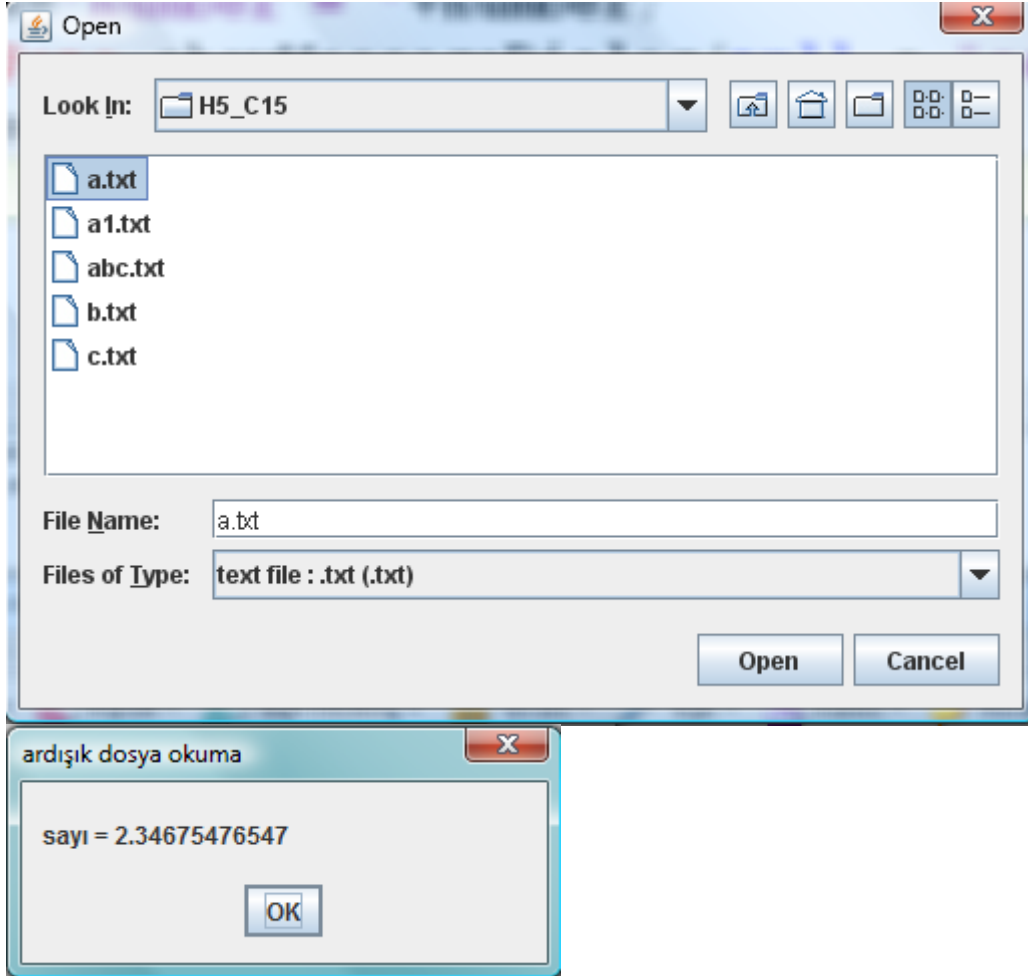 Open
Look In: H5_C15
a.txt
a1.txt
abc.txt
b.txt
c.txt
File Name: a.txt
Files of Type: text file : .txt (.txt)
Open Cancel
ardışık dosya okuma
sayı = 2.34675476547
OK